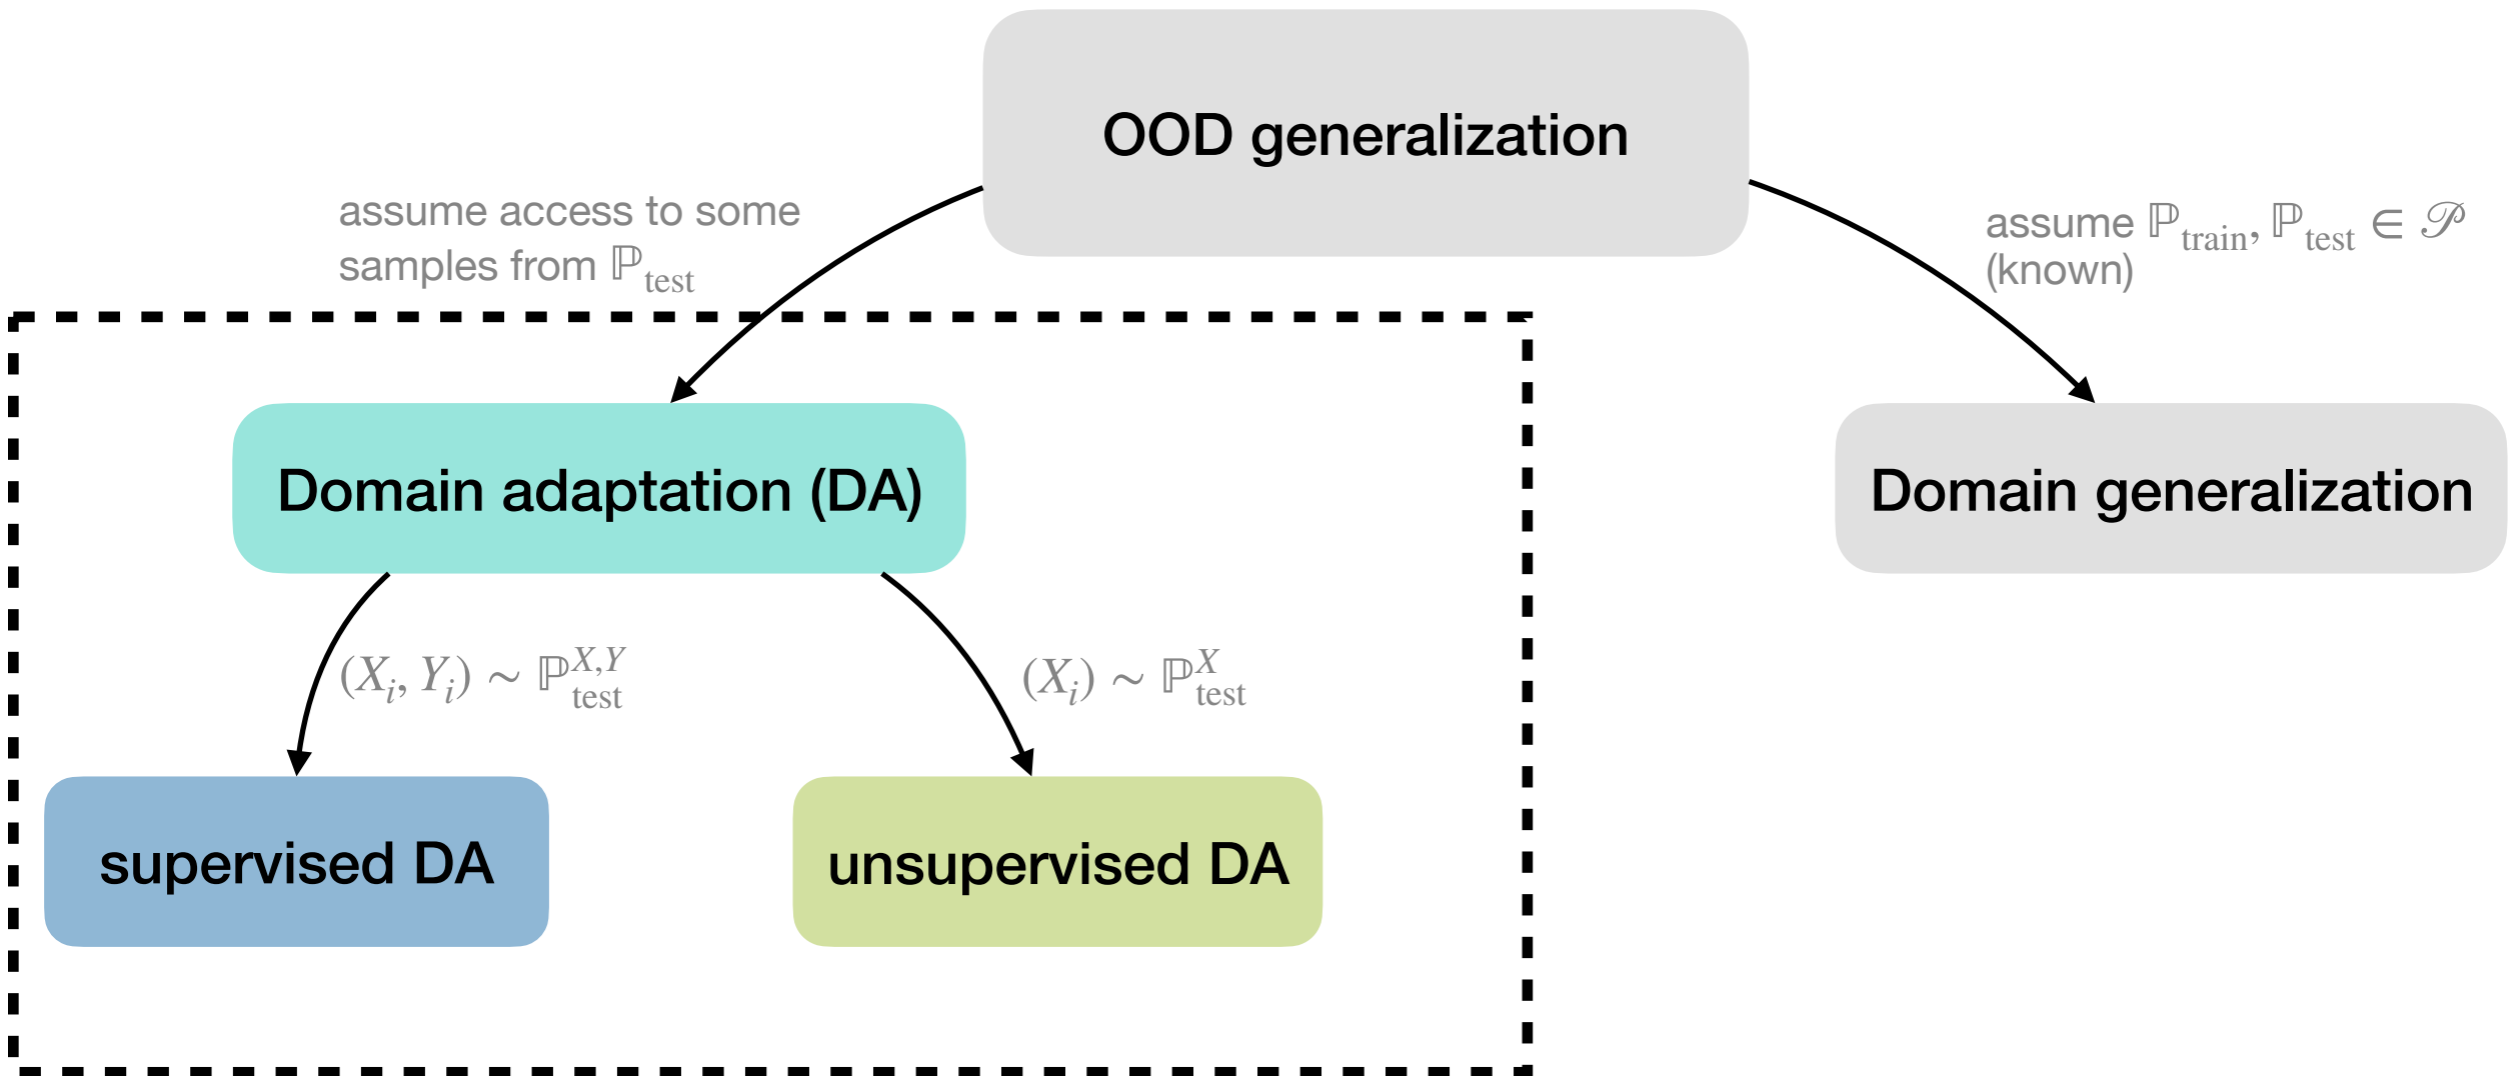 OOD generalization
assume access to some
samples from ℙ_test
assume ℙ_train, ℙ_test ∈ 𝒫
(known)
Domain adaptation (DA)
Domain generalization
(X_i, Y_i) ∼ ℙ_test^{X,Y}
(X_i) ∼ ℙ_test^X
supervised DA
unsupervised DA